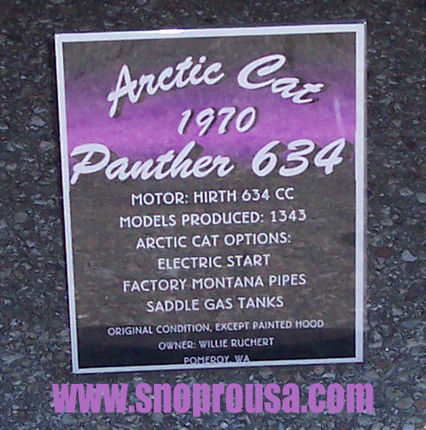 Arctic Cat
1970
Panther 634
MOTOR: HIRTH 634 CC
MODELS PRODUCED: 1343
ARCTIC CAT OPTIONS:
ELECTRIC START
FACTORY MONTANA PIPES
SADDLE GAS TANKS
ORIGINAL CONDITION, EXCEPT PAINTED HOOD
OWNER: WILLIE RUCHERT
POMEROY, WA
www.snoprousa.com